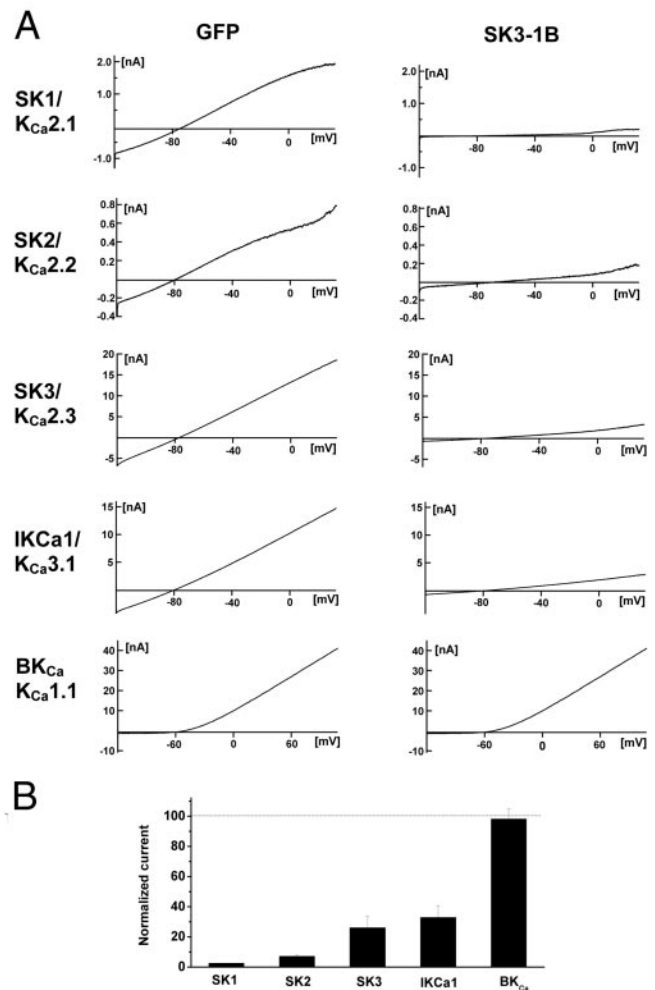 A
GFP SK3-1B
SK1/
KCa2.1
[nA]
2.0
1.0
-1.0
-80 -40 0 [mV]
[nA]
2.0
1.0
-1.0
-80 -40 0 [mV]
SK2/
KCa2.2
[nA]
0.8
0.6
0.4
0.2
-0.2
-0.4
-80 -40 0 [mV]
[nA]
0.8
0.6
0.4
0.2
-0.2
-0.4
-80 -40 0 [mV]
SK3/
KCa2.3
[nA]
20
15
10
5
-5
-80 -40 0 [mV]
[nA]
20
15
10
5
-5
-80 -40 0 [mV]
IKCa1/
KCa3.1
[nA]
15
10
5
-80 -40 0 [mV]
[nA]
15
10
5
-80 -40 0 [mV]
BKCa
KCa1.1
[nA]
40
30
20
10
-10
-60 0 60 [mV]
[nA]
40
30
20
10
-10
-60 0 60 [mV]
B
Normalized current
100
80
60
40
20
0
SK1 SK2 SK3 IKCa1 BKCa